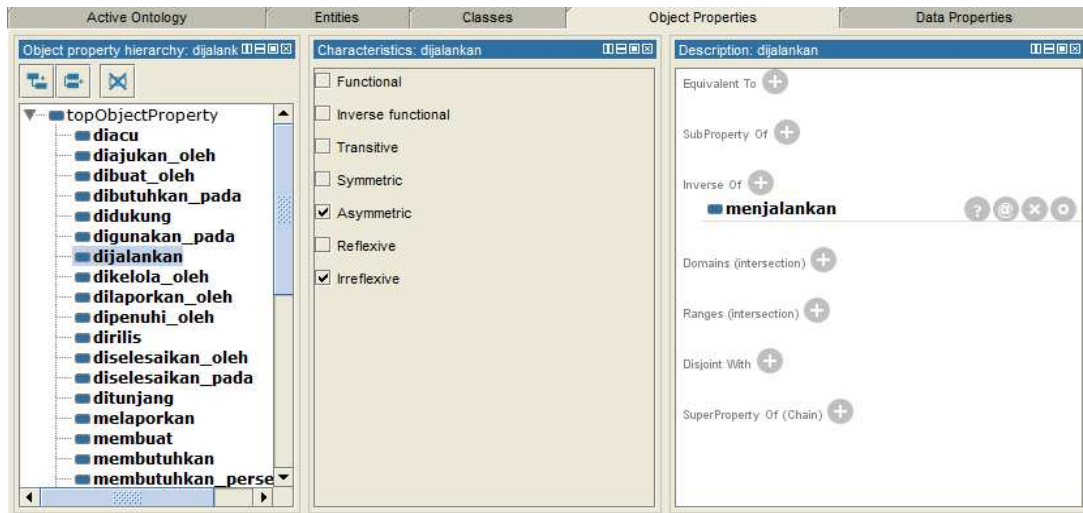 Active Ontology
Entities
Classes
Object Properties
Data Properties
Object property hierarchy: dijalank
topObjectProperty
diacu
diajukan_oleh
dibuat_oleh
dibutuhkan_pada
didukung
digunakan_pada
dijalankan
dikelola_oleh
dilaporkan_oleh
dipenuhi_oleh
dirilis
diselesaikan_oleh
diselesaikan_pada
ditunjang
melaporkan
membuat
membutuhkan
membutuhkan_perse
Characteristics: dijalankan
Functional
Inverse functional
Transitive
Symmetric
Asymmetric
Reflexive
Irreflexive
Description: dijalankan
Equivalent To
SubProperty Of
Inverse Of
menjalankan
Domains (intersection)
Ranges (intersection)
Disjoint With
SuperProperty Of (Chain)